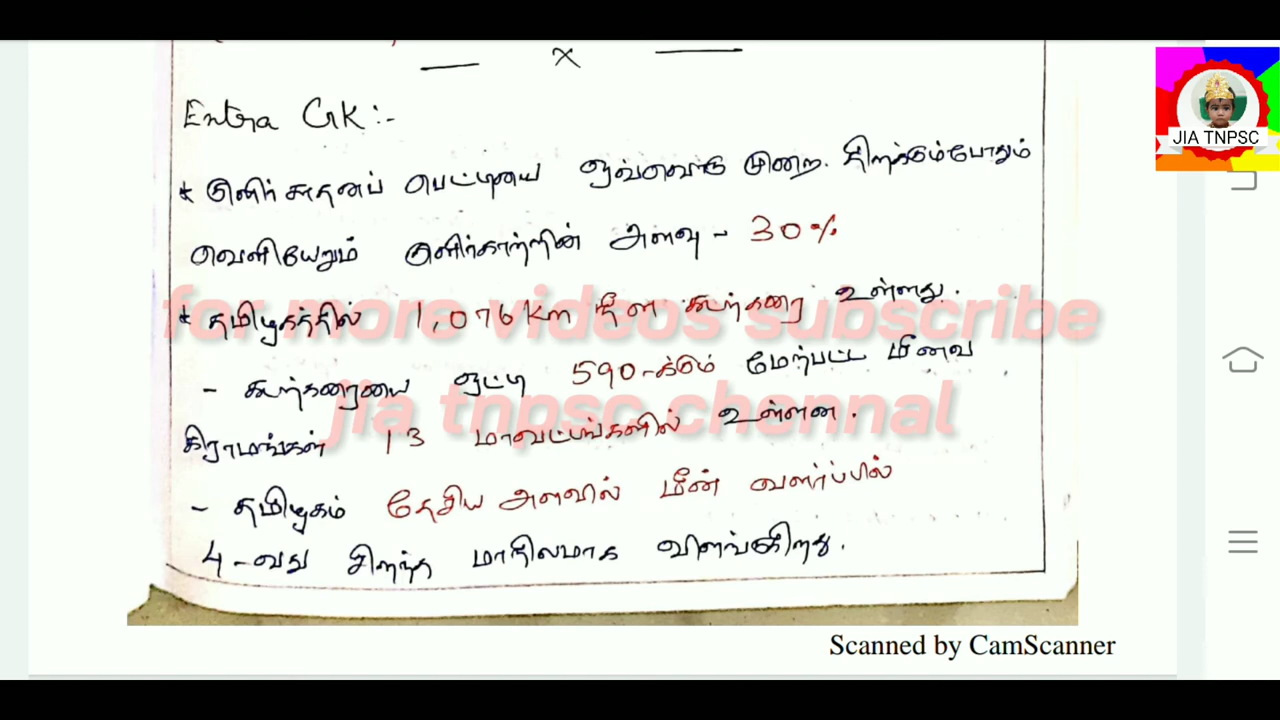 x
Extra GK:-
* குளிர் சாதனப் பெட்டியை ஒவ்வொரு முறை திறக்கும்போதும்
வெளியேறும் குளிர்காற்றின் அளவு - 30%
* தமிழகத்தில் 1,076 Km நீள கடற்கரை உள்ளது.
- கடற்கரையை ஒட்டி 590-க்கும் மேற்பட்ட மீனவ
கிராமங்கள் 13 மாவட்டங்களில் உள்ளன.
- தமிழகம் தேசிய அளவில் மீன் வளர்ப்பில்
4-வது சிறந்த மாநிலமாக விளங்கிறது.
for more videos subscribe
jia tnpsc chennal
JIA TNPSC
Scanned by CamScanner